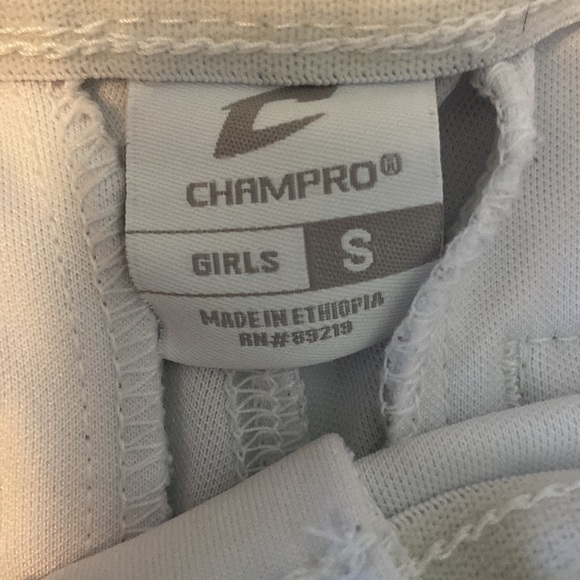 CHAMPRO®
GIRLS S
MADE IN ETHIOPIA
RN#89219